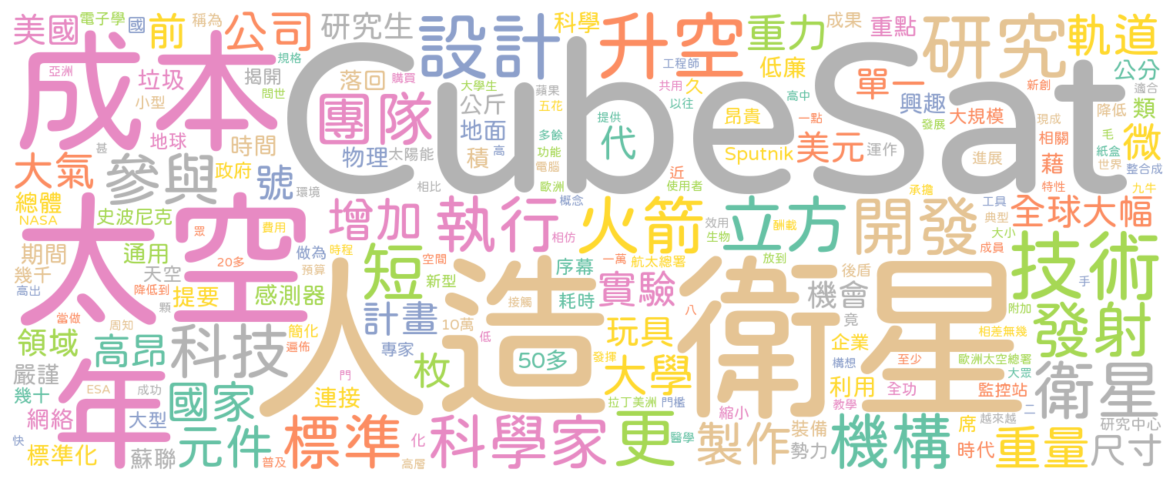 美國
電子學
國
前
公司
研究生
設計
升空
科學
成果
重力
重點
研究
軌道
亞洲
稱為
成本
CubeSat
垃圾
揭開
落回
購買
工程師
低廉
規格
公分
問世
小型
團隊
公斤
大學生
蘋果
共用
以往
久
單一
高中
興趣
新創
適合
降低
類
地球
時間
地面
五花
昂貴
一點
大規模
現成
大氣
參與
甚
物理
太陽能
積
高
多餘
功能
電腦
代
提供
Sputnik
美元
發展
運作
相關
藉
毛
紙盒
微
政府
號
環境
相比
歐洲
近
使用者
進展
特性
世界
整合成
總體
NASA
史波尼克
眾
費用
增加
執行
概念
火箭
效用
生物
立方
酬載
承擔
開發
工具
典型
九牛
全球
大幅
太空
期間
通用
做為
時程
相仿
大小
成員
幾千
天空
20多
預算
空間
短
新型
序幕
一萬
航太總署
放到
後盾
技術
高出
降低到
提要
感測器
接觸
耗時
實驗
八
機會
手
顆
當做
周知
簡化
計畫
10萬
人造衛星
低
玩具
竟
附加
發射
領域
高昂
科技
遍佈
專家
50多
發揮
企業
構想
相差無幾
至少
歐洲太空總署
年
嚴謹
ESA
成功
國家
門
連接
枚
大學
利用
全功
大眾
監控站
衛星
幾十
網絡
大型
拉丁美洲
門檻
縮小
教學
二
越來越
快
標準化
蘇聯
元件
標準
化
科學家
更
醫學
製作
裝備
勢力
機構
席
時代
重量
研究中心
尺寸
普及
高層